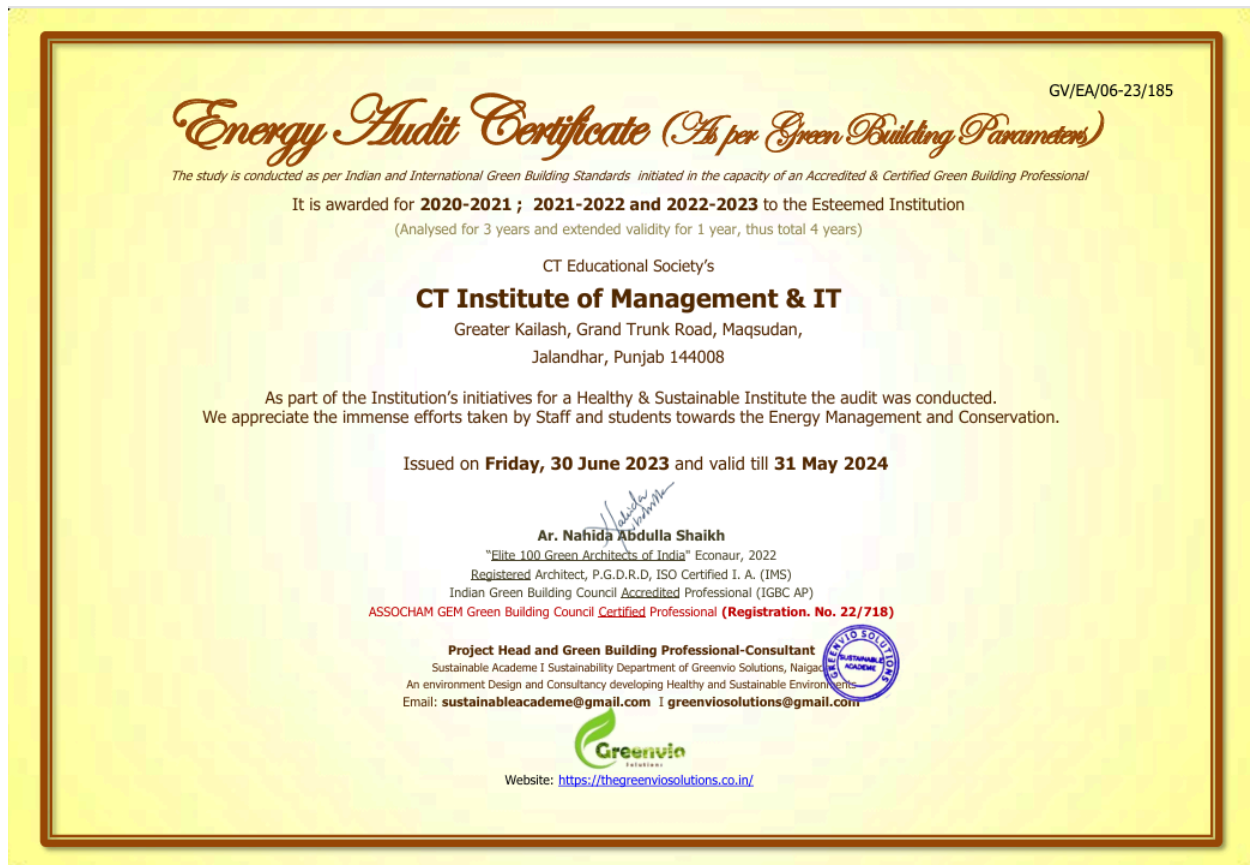 GV/EA/06-23/185
Energy Audit Certificate (As per Green Building Parameters)
The study is conducted as per Indian and International Green Building Standards initiated in the capacity of an Accredited & Certified Green Building Professional
It is awarded for 2020-2021 ; 2021-2022 and 2022-2023 to the Esteemed Institution
(Analysed for 3 years and extended validity for 1 year, thus total 4 years)
CT Educational Society’s
CT Institute of Management & IT
Greater Kailash, Grand Trunk Road, Maqsudan,
Jalandhar, Punjab 144008
As part of the Institution’s initiatives for a Healthy & Sustainable Institute the audit was conducted.
We appreciate the immense efforts taken by Staff and students towards the Energy Management and Conservation.
Issued on Friday, 30 June 2023 and valid till 31 May 2024
Ar. Nahida Abdulla Shaikh
“Elite 100 Green Architects of India" Econaur, 2022
Registered Architect, P.G.D.R.D, ISO Certified I. A. (IMS)
Indian Green Building Council Accredited Professional (IGBC AP)
ASSOCHAM GEM Green Building Council Certified Professional (Registration. No. 22/718)
Project Head and Green Building Professional-Consultant
Sustainable Academe I Sustainability Department of Greenvio Solutions,
An environment Design and Consultancy developing Healthy and Sustainable Environments
Email: sustainableacademe@gmail.com I greenviosolutions@gmail.com
GREENVIO SOLUTIONS
SUSTAINABLE
ACADEME
Greenvio
Solutions
Website: https://thegreenviosolutions.co.in/